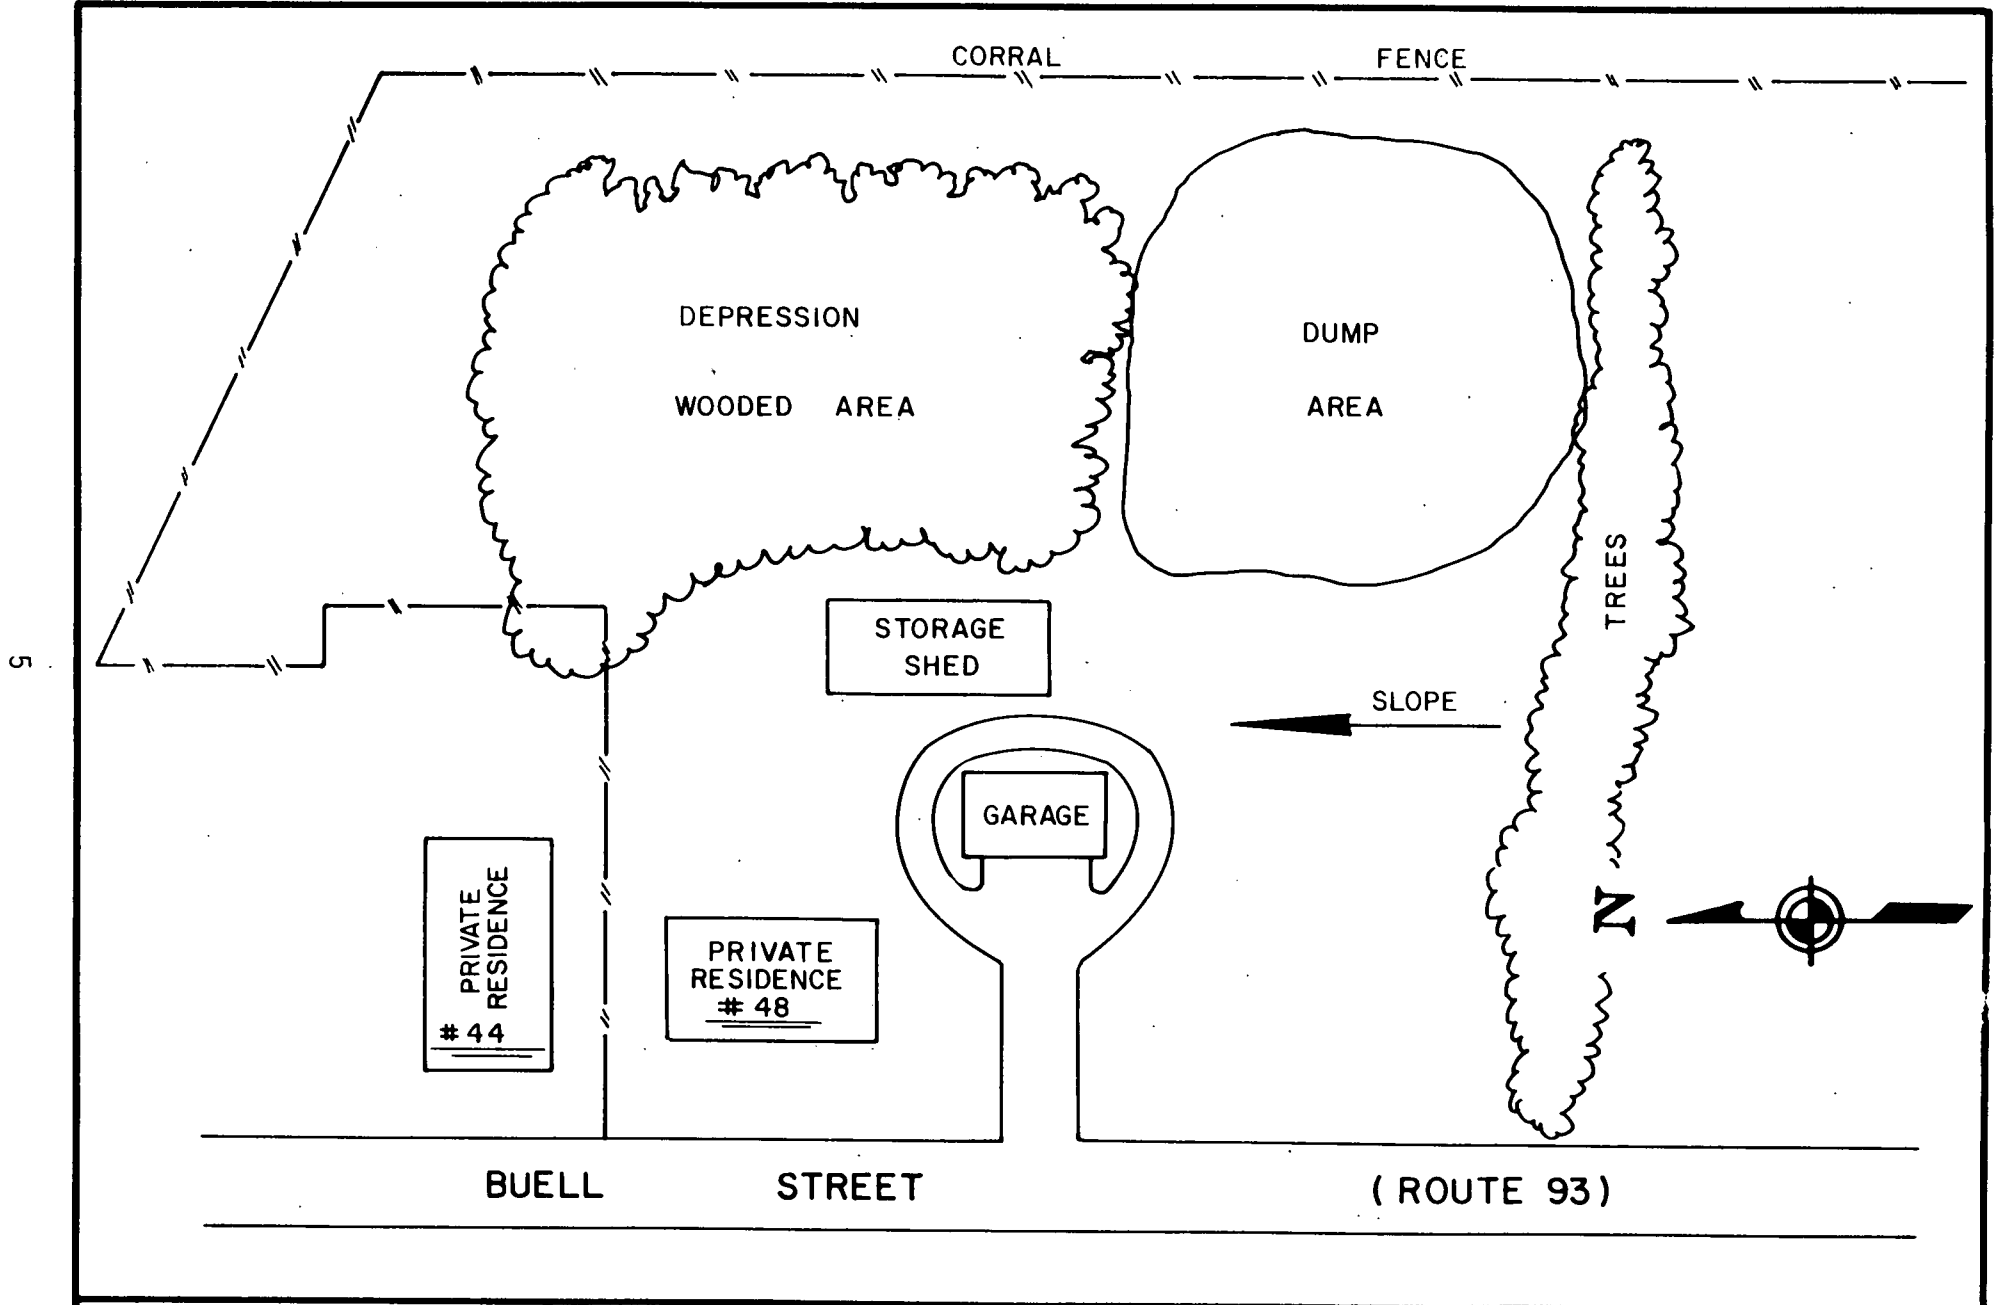 CORRAL FENCE
DEPRESSION
WOODED AREA
DUMP
AREA
TREES
STORAGE
SHED
SLOPE
GARAGE
N
PRIVATE
RESIDENCE
# 44
PRIVATE
RESIDENCE
# 48
BUELL STREET (ROUTE 93)
5